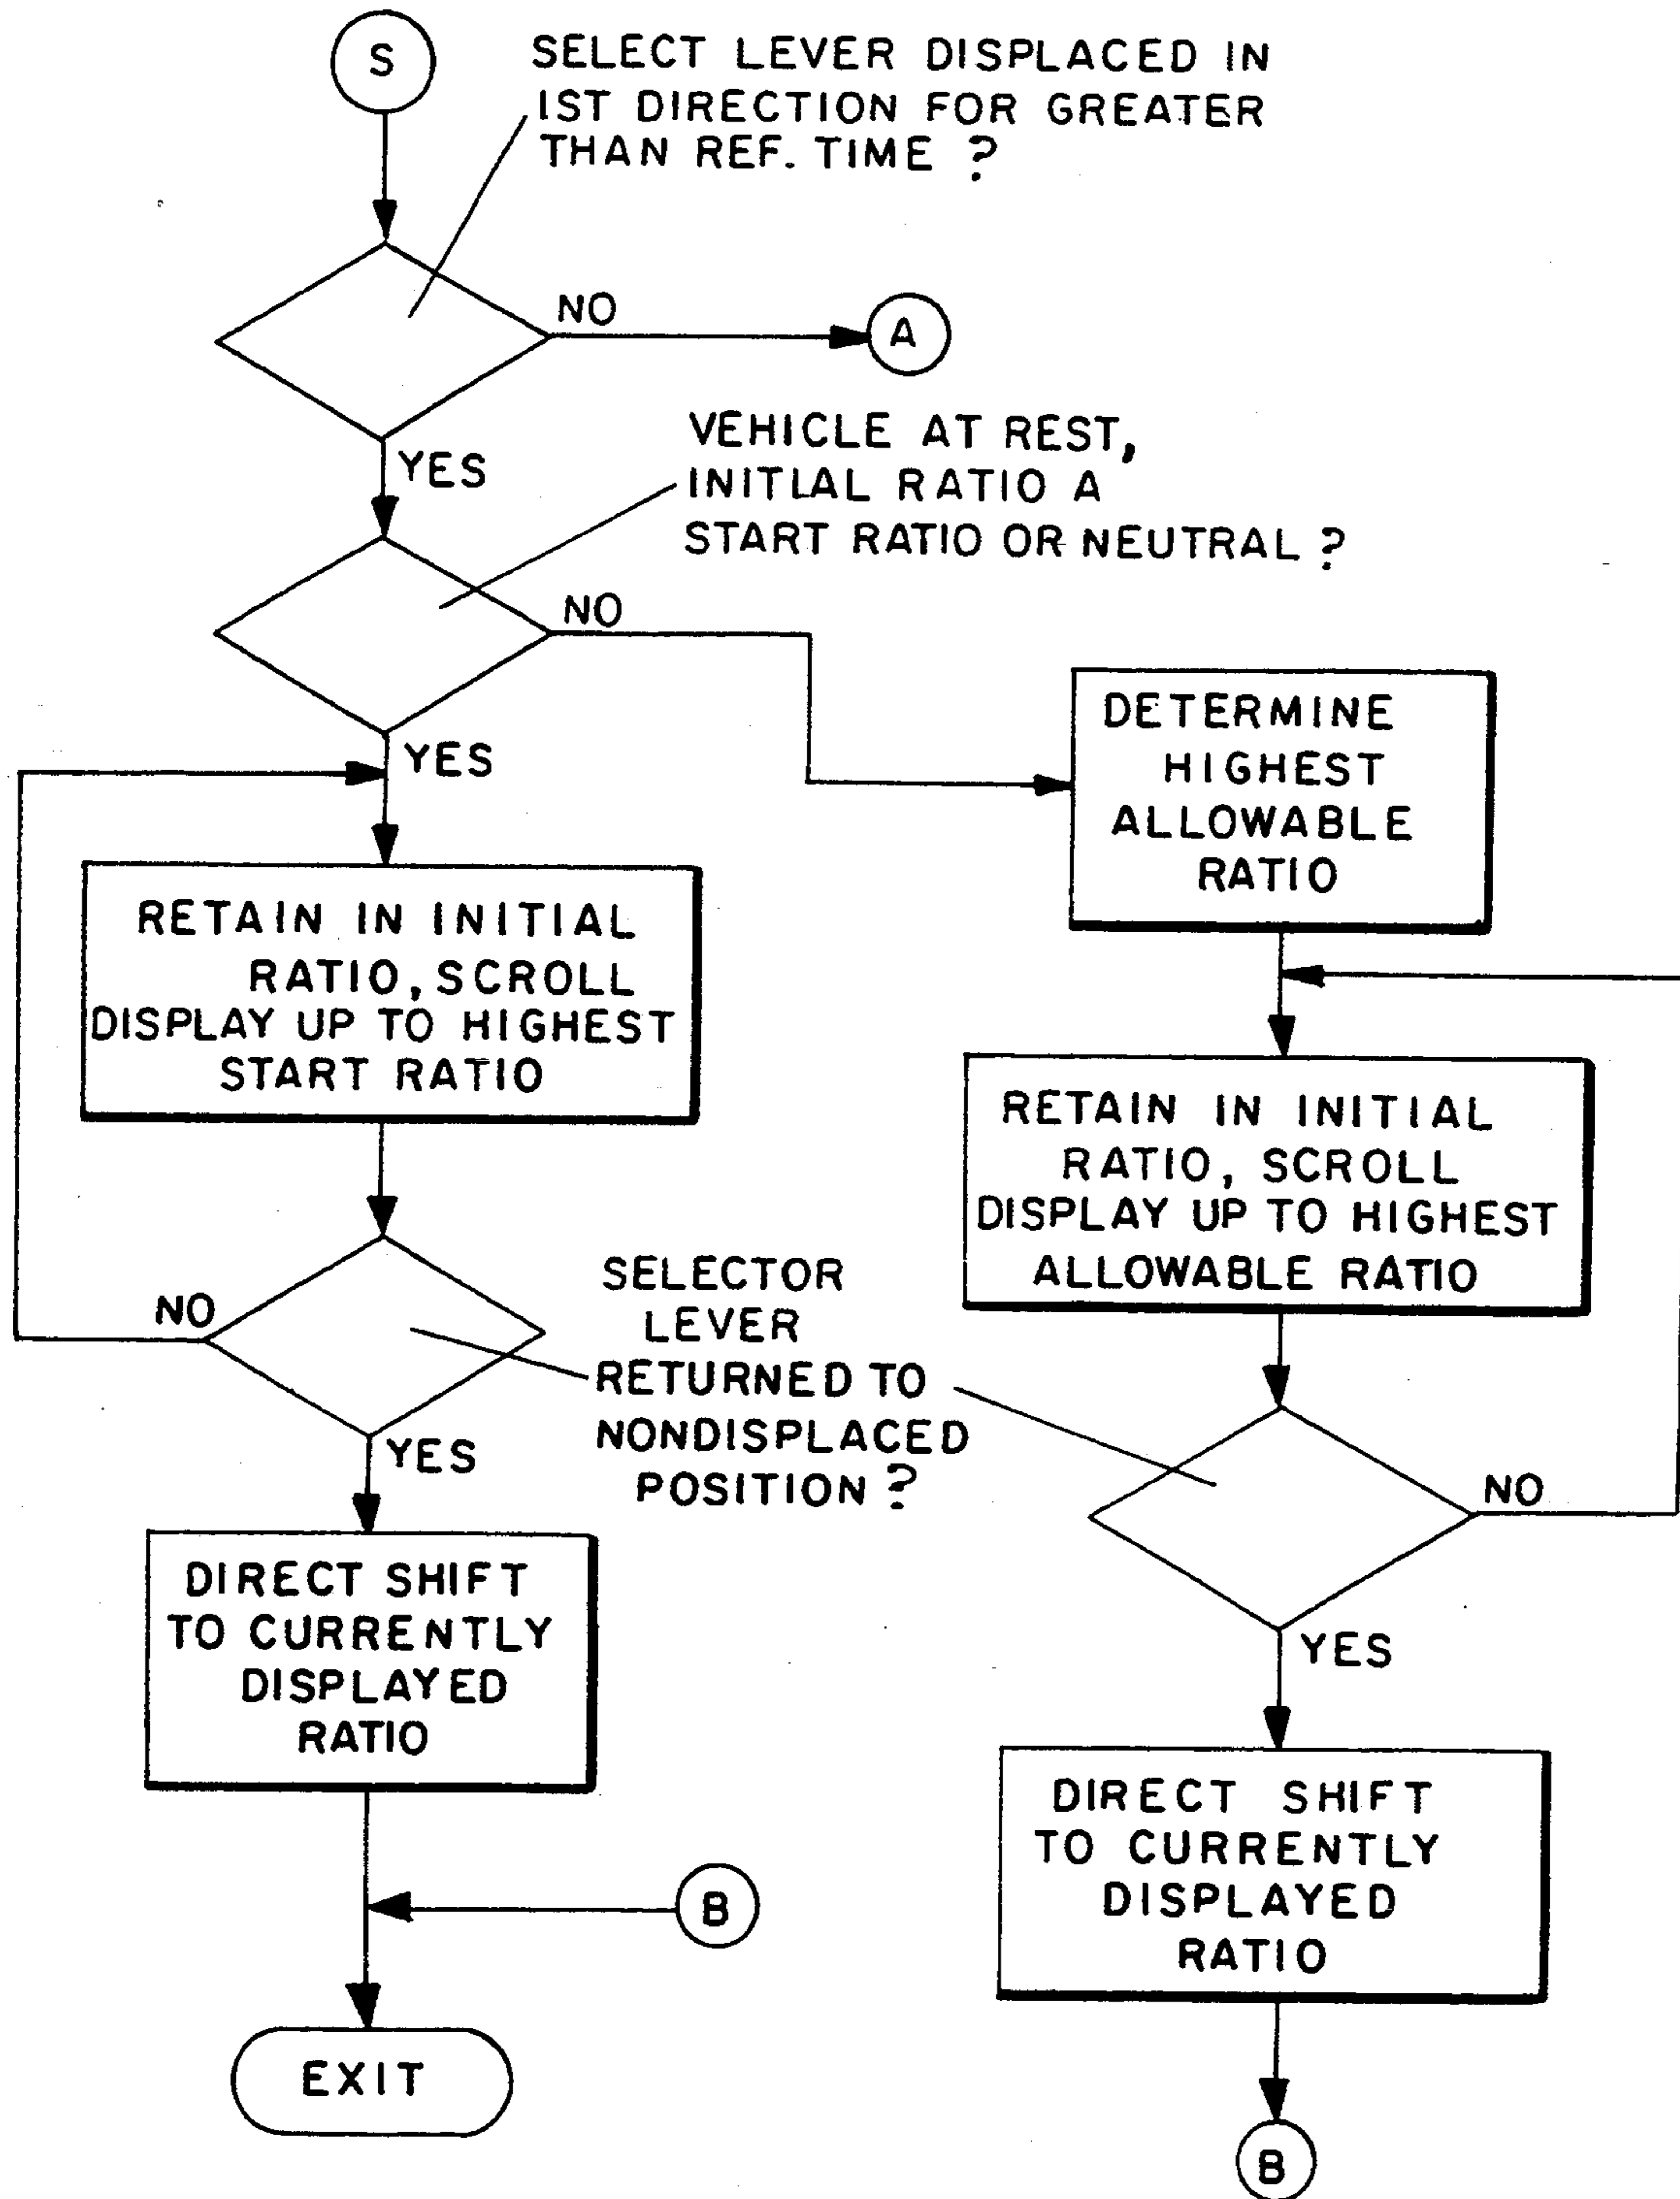 S
SELECT LEVER DISPLACED IN
1ST DIRECTION FOR GREATER
THAN REF. TIME ?
NO
A
YES
VEHICLE AT REST,
INITIAL RATIO A
START RATIO OR NEUTRAL ?
NO
YES
DETERMINE
HIGHEST
ALLOWABLE
RATIO
RETAIN IN INITIAL
RATIO, SCROLL
DISPLAY UP TO HIGHEST
START RATIO
RETAIN IN INITIAL
RATIO, SCROLL
DISPLAY UP TO HIGHEST
ALLOWABLE RATIO
NO
SELECTOR
LEVER
RETURNED TO
NONDISPLACED
POSITION ?
YES
NO
DIRECT SHIFT
TO CURRENTLY
DISPLAYED
RATIO
YES
DIRECT SHIFT
TO CURRENTLY
DISPLAYED
RATIO
B
EXIT
B